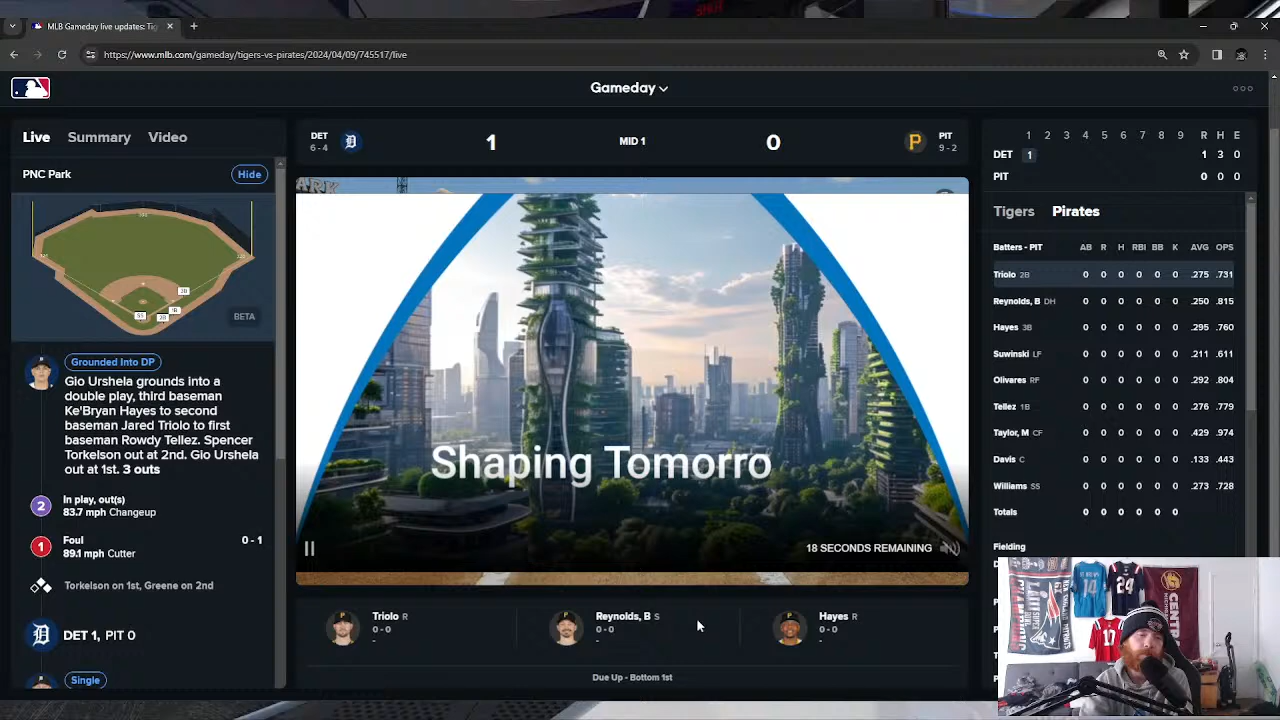 MLB Gameday live updates: Tig
https://www.mlb.com/gameday/tigers-vs-pirates/2024/04/09/745517/live
Gameday
Live Summary Video
PNC Park
Hide
BETA
Grounded Into DP
Gio Urshela grounds into a
double play, third baseman
Ke'Bryan Hayes to second
baseman Jared Triolo to first
baseman Rowdy Tellez. Spencer
Torkelson out at 2nd. Gio Urshela
out at 1st. 3 outs
2
In play, out(s)
83.7 mph Changeup
1
Foul
0 - 1
89.1 mph Cutter
Torkelson on 1st, Greene on 2nd
DET 1, PIT 0
Single
DET
6 - 4
1
MID 1
0
P
PIT
9 - 2
Shaping Tomorro
18 SECONDS REMAINING
Triolo R
0 - 0
-
Reynolds, B S
0 - 0
-
Hayes R
0 - 0
-
Due Up - Bottom 1st
1 2 3 4 5 6 7 8 9 R H E
DET 1 1 3 0
PIT 0 0 0
Tigers Pirates
Batters - PIT AB R H RBI BB K AVG OPS
Triolo 2B 0 0 0 0 0 0 .275 .731
Reynolds, B DH 0 0 0 0 0 0 .250 .815
Hayes 3B 0 0 0 0 0 0 .295 .760
Suwinski LF 0 0 0 0 0 0 .211 .611
Olivares RF 0 0 0 0 0 0 .292 .804
Tellez 1B 0 0 0 0 0 0 .276 .779
Taylor, M CF 0 0 0 0 0 0 .429 .974
Davis C 0 0 0 0 0 0 .133 .443
Williams SS 0 0 0 0 0 0 .273 .728
Totals 0 0 0 0 0 0
Fielding
14
24
11